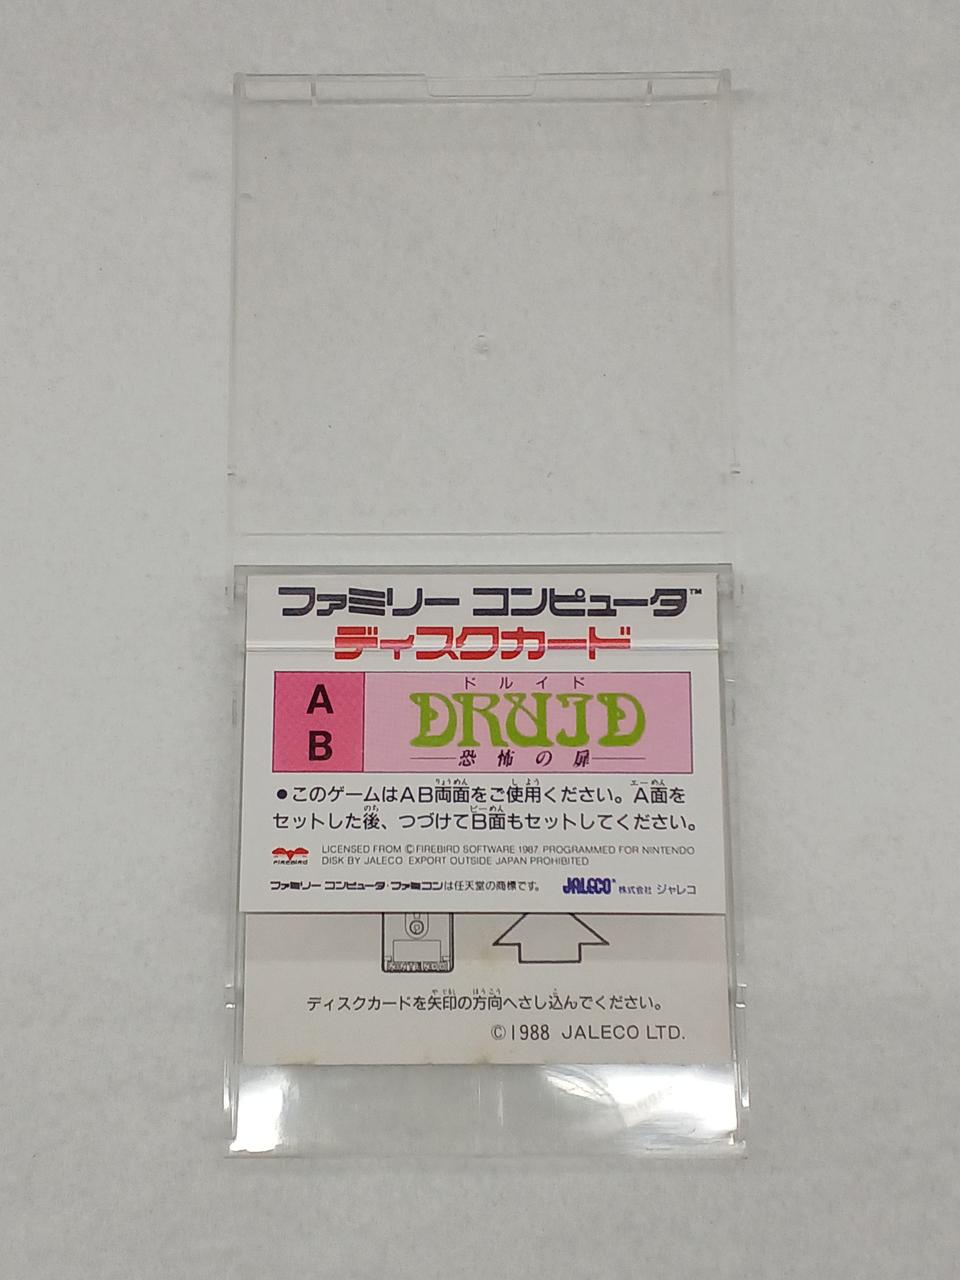 ファミリー コンピュータ™
ディスクカード
A
B
ドルイド
DRUID
恐怖の扉
●このゲームはAB両面をご使用ください。A面を
セットした後、つづけてB面もセットしてください。
FIREBIRD
LICENSED FROM ©FIREBIRD SOFTWARE 1987. PROGRAMMED FOR NINTENDO
DISK BY JALECO EXPORT OUTSIDE JAPAN PROHIBITED
ファミリー コンピュータ・ファミコンは任天堂の商標です。
JALECO® 株式会社 ジャレコ
ディスクカードを矢印の方向へさし込んでください。
©1988 JALECO LTD.